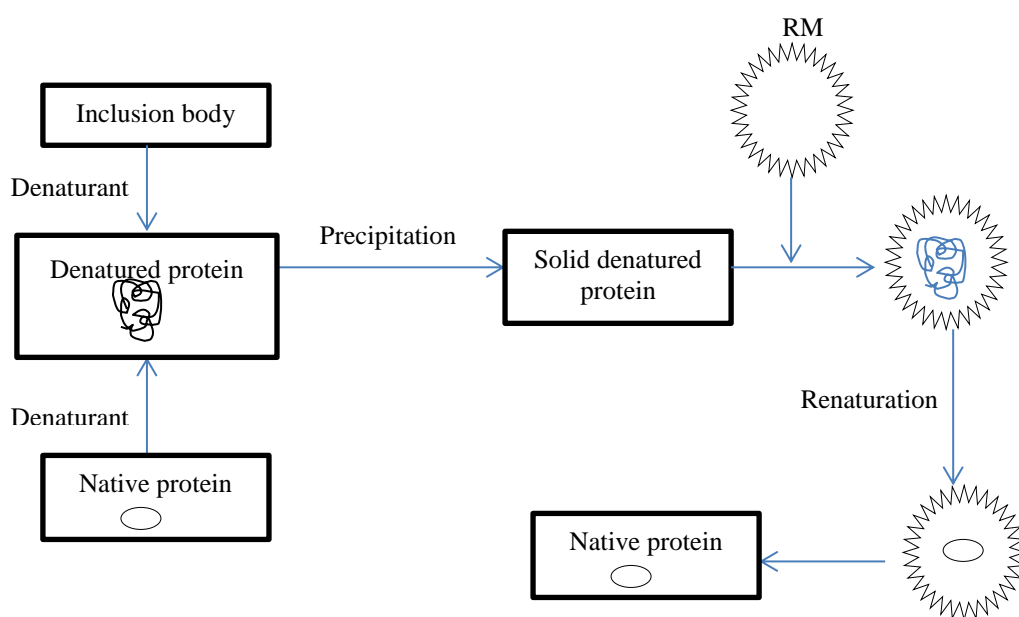 RM
Inclusion body
Denaturant
Precipitation
Denatured protein
Solid denatured
protein
Renaturation
Denaturant
Native protein
Native protein